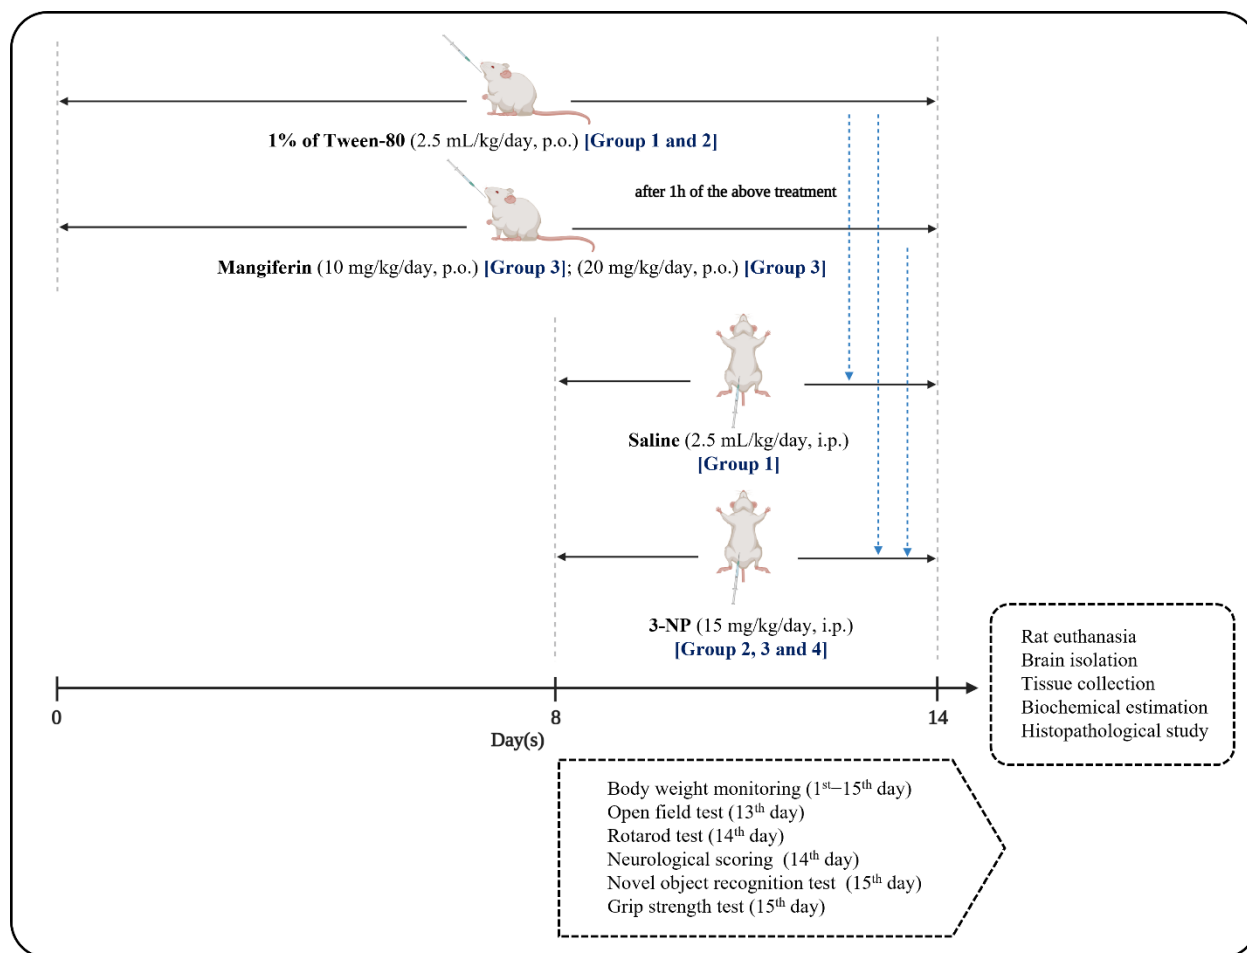 1% of Tween-80 (2.5 mL/kg/day, p.o.) [Group 1 and 2]
after 1h of the above treatment
Mangiferin (10 mg/kg/day, p.o.) [Group 3]; (20 mg/kg/day, p.o.) [Group 3]
Saline (2.5 mL/kg/day, i.p.)
[Group 1]
3-NP (15 mg/kg/day, i.p.)
[Group 2, 3 and 4]
0
8
14
Day(s)
Rat euthanasia
Brain isolation
Tissue collection
Biochemical estimation
Histopathological study
Body weight monitoring (1st–15th day)
Open field test (13th day)
Rotarod test (14th day)
Neurological scoring (14th day)
Novel object recognition test (15th day)
Grip strength test (15th day)